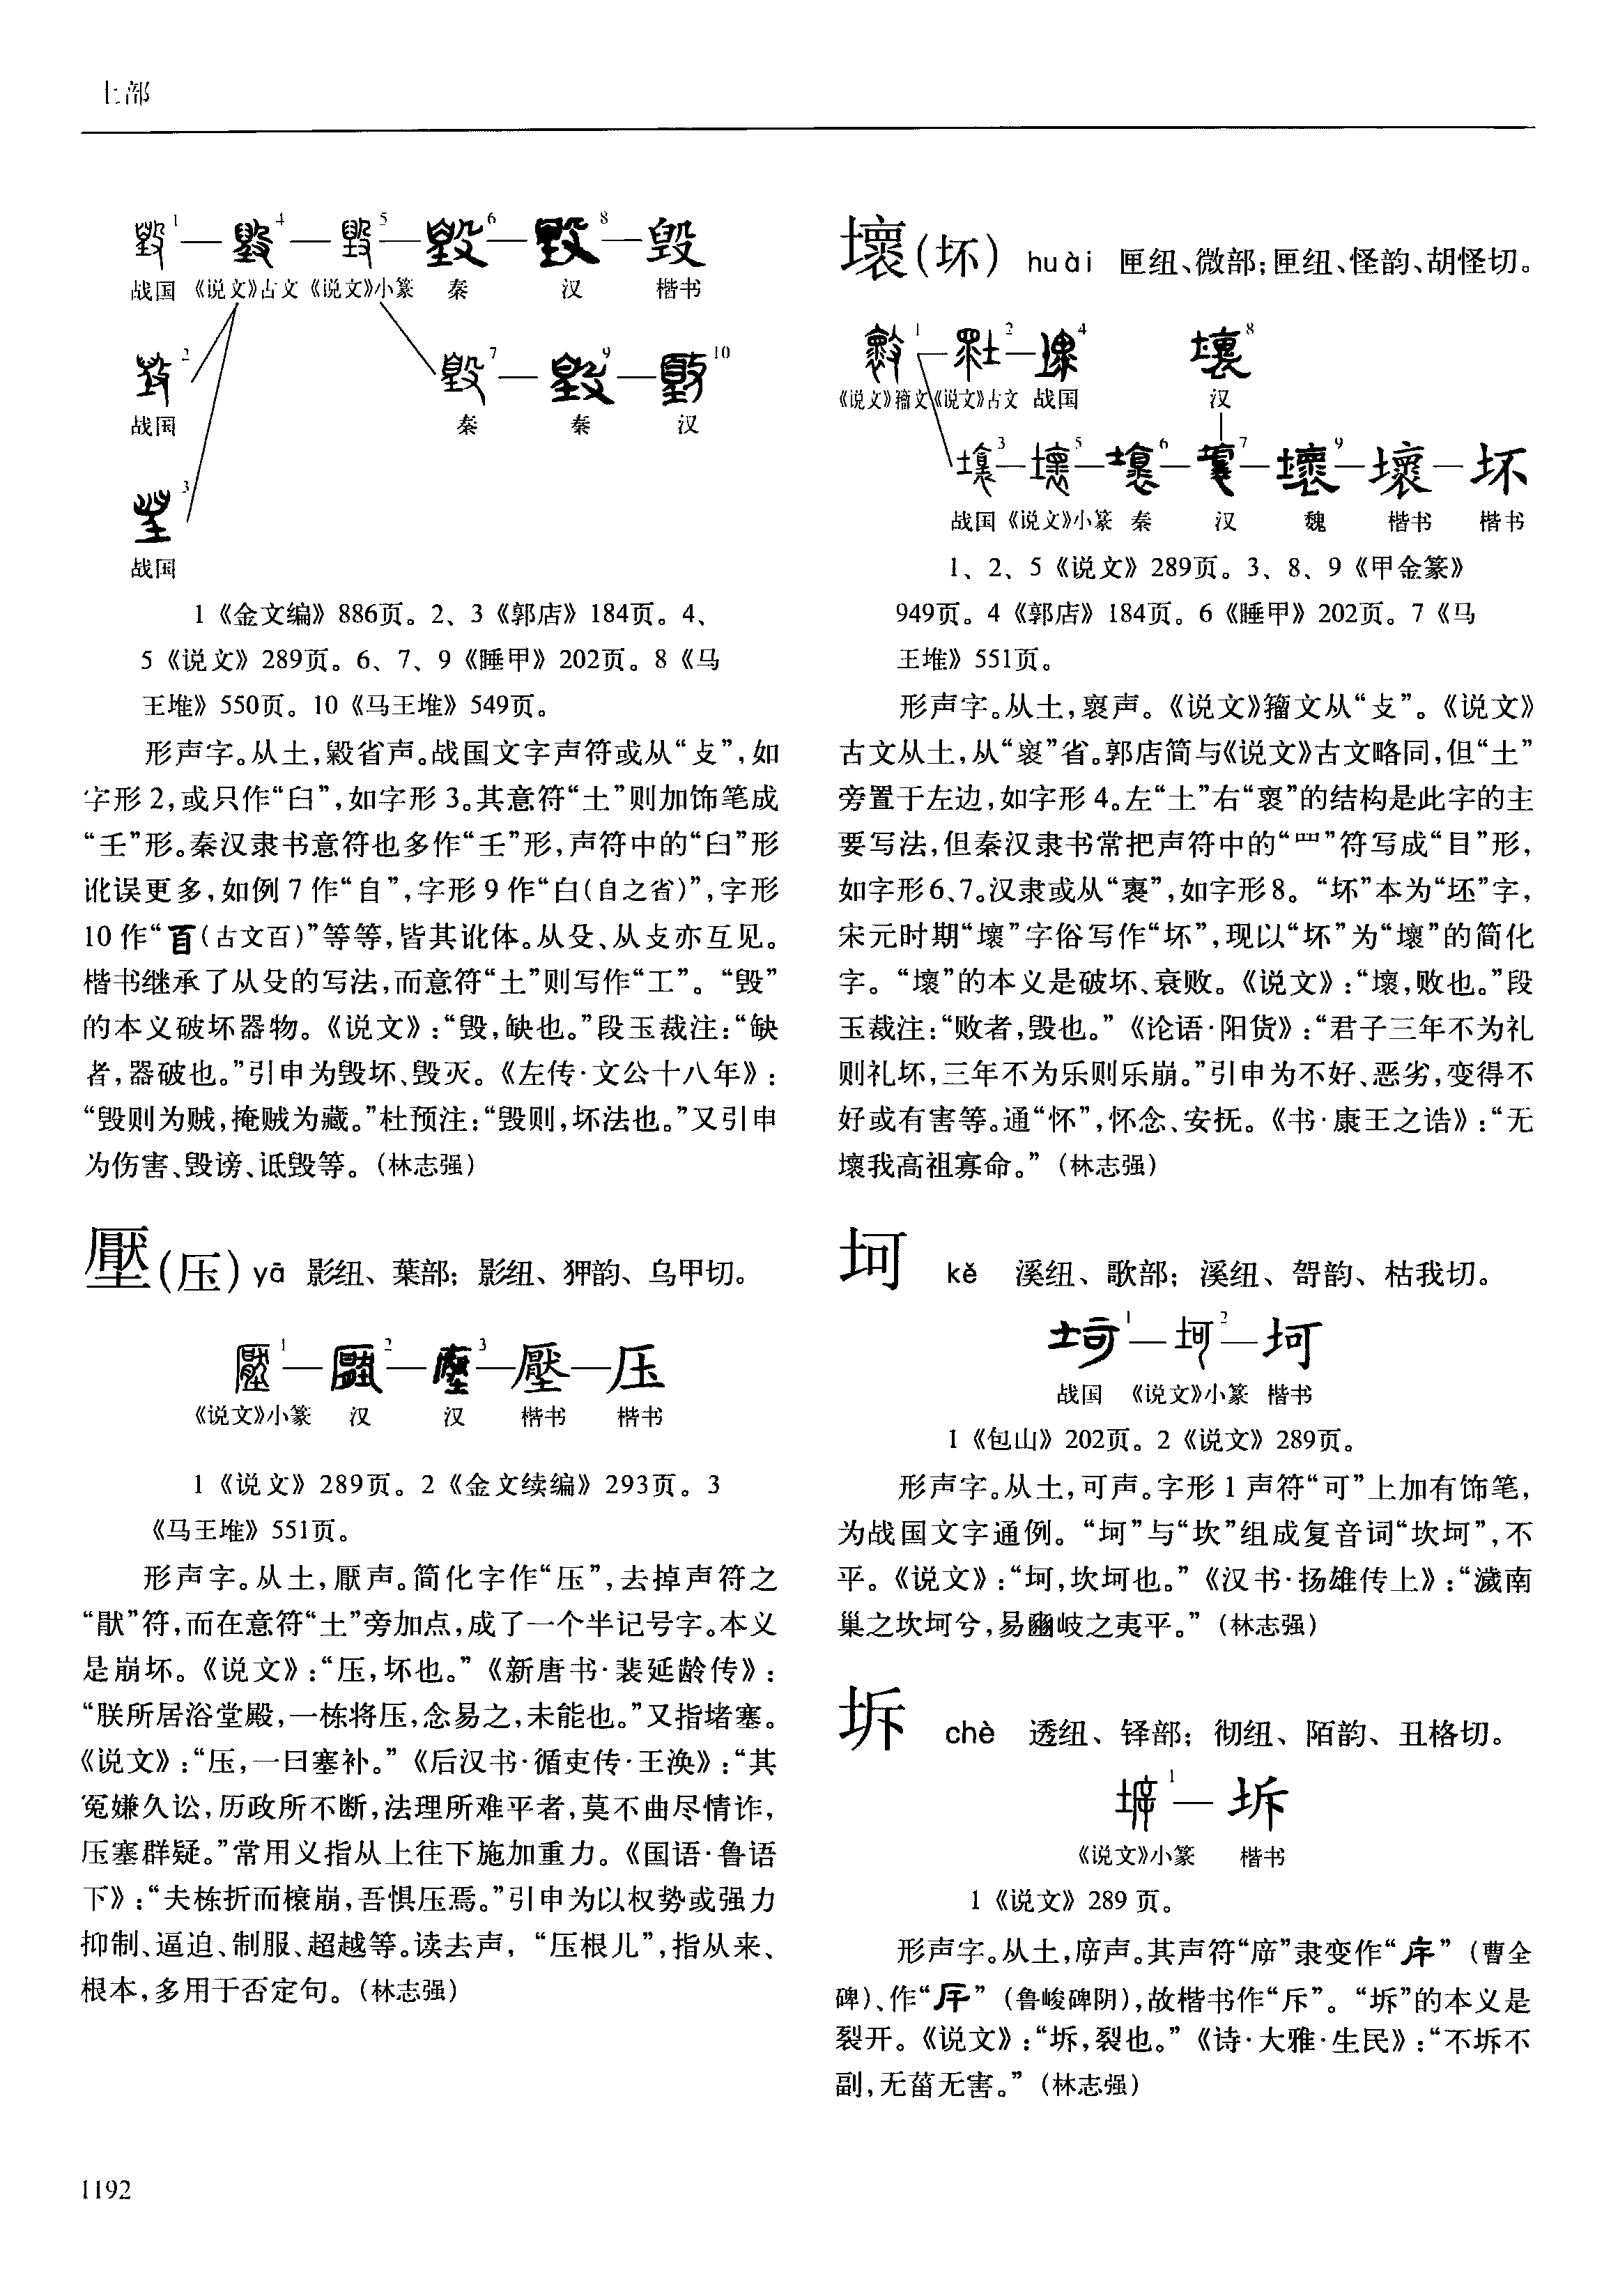 土部
1 4 5 6 8 毁
战国 《说文》古文 《说文》小篆 秦 汉 楷书
2 7 9 10
战国 秦 秦 汉
3
战国
1《金文编》886页。2、3《郭店》184页。4、
5《说文》289页。6、7、9《睡甲》202页。8《马
王堆》550页。10《马王堆》549页。
形声字。从土,毇省声。战国文字声符或从“攴”,如
字形2,或只作“臼”,如字形3。其意符“土”则加饰笔成
“壬”形。秦汉隶书意符也多作“壬”形,声符中的“臼”形
讹误更多,如例7作“自”,字形9作“白(自之省)”,字形
10作“𦣻(古文百)”等等,皆其讹体。从殳、从攴亦互见。
楷书继承了从殳的写法,而意符“土”则写作“工”。“毁”
的本义破坏器物。《说文》:“毁,缺也。”段玉裁注:“缺
者,器破也。”引申为毁坏、毁灭。《左传·文公十八年》:
“毁则为贼,掩贼为藏。”杜预注:“毁则,坏法也。”又引申
为伤害、毁谤、诋毁等。(林志强)
壓(压) yā 影纽、葉部; 影纽、狎韵、乌甲切。
1 2 3 壓 压
《说文》小篆 汉 汉 楷书 楷书
1《说文》289页。2《金文续编》293页。3
《马王堆》551页。
形声字。从土,厭声。简化字作“压”,去掉声符之
“猒”符,而在意符“土”旁加点,成了一个半记号字。本义
是崩坏。《说文》:“压,坏也。”《新唐书·裴延龄传》:
“朕所居浴堂殿,一栋将压,念易之,未能也。”又指堵塞。
《说文》:“压,一曰塞补。”《后汉书·循吏传·王涣》:“其
冤嫌久讼,历政所不断,法理所难平者,莫不曲尽情诈,
压塞群疑。”常用义指从上往下施加重力。《国语·鲁语
下》:“夫栋折而榱崩,吾惧压焉。”引申为以权势或强力
抑制、逼迫、制服、超越等。读去声, “压根儿”,指从来、
根本,多用于否定句。(林志强)
壞(坏) huài 匣纽、微部;匣纽、怪韵、胡怪切。
1 2 4 8
《说文》籀文 《说文》古文 战国 汉
3 5 6 7 9 壞 坏
战国 《说文》小篆 秦 汉 魏 楷书 楷书
1、2、5《说文》289页。3、8、9《甲金篆》
949页。4《郭店》184页。6《睡甲》202页。7《马
王堆》551页。
形声字。从土,褱声。《说文》籀文从“攴”。《说文》
古文从土,从“褱”省。郭店简与《说文》古文略同,但“土”
旁置于左边,如字形4。左“土”右“褱”的结构是此字的主
要写法,但秦汉隶书常把声符中的“罒”符写成“目”形,
如字形6、7。汉隶或从“裹”,如字形8。“坏”本为“坯”字,
宋元时期“壞”字俗写作“坏”,现以“坏”为“壞”的简化
字。“壞”的本义是破坏、衰败。《说文》:“壞,败也。”段
玉裁注:“败者,毁也。”《论语·阳货》:“君子三年不为礼
则礼坏,三年不为乐则乐崩。”引申为不好、恶劣,变得不
好或有害等。通“怀”,怀念、安抚。《书·康王之诰》:“无
壞我高祖寡命。”(林志强)
坷 kě 溪纽、歌部; 溪纽、哿韵、枯我切。
1 2 坷
战国 《说文》小篆 楷书
1《包山》202页。2《说文》289页。
形声字。从土,可声。字形1声符“可”上加有饰笔,
为战国文字通例。“坷”与“坎”组成复音词“坎坷”,不
平。《说文》:“坷,坎坷也。”《汉书·扬雄传上》:“濊南
巢之坎坷兮,易豳岐之夷平。”(林志强)
坼 chè 透纽、铎部; 彻纽、陌韵、丑格切。
1 坼
《说文》小篆 楷书
1《说文》289页。
形声字。从土,㡿声。其声符“㡿”隶变作“” (曹全
碑)、作“” (鲁峻碑阴),故楷书作“斥”。“坼”的本义是
裂开。《说文》:“坼,裂也。”《诗·大雅·生民》:“不坼不
副,无菑无害。”(林志强)
1192